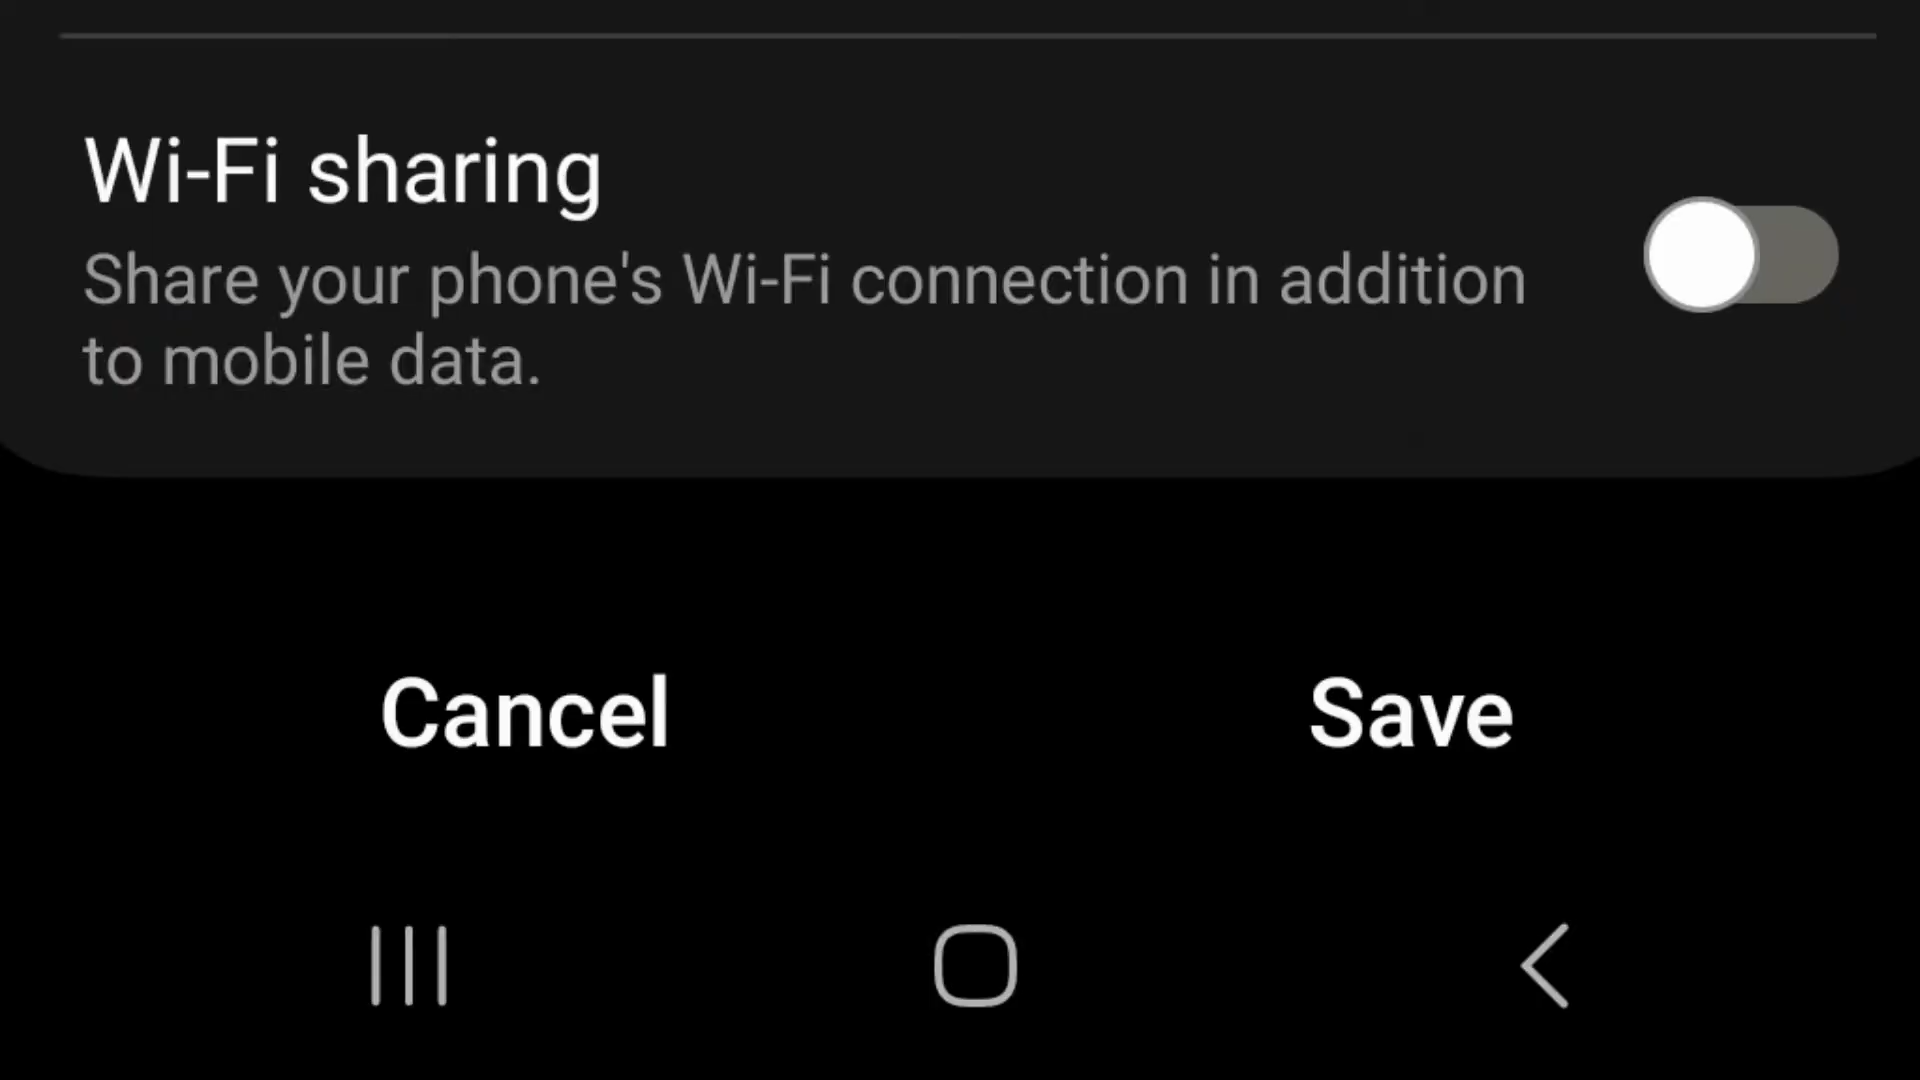 Wi-Fi sharing
Share your phone's Wi-Fi connection in addition
to mobile data.
Cancel
Save